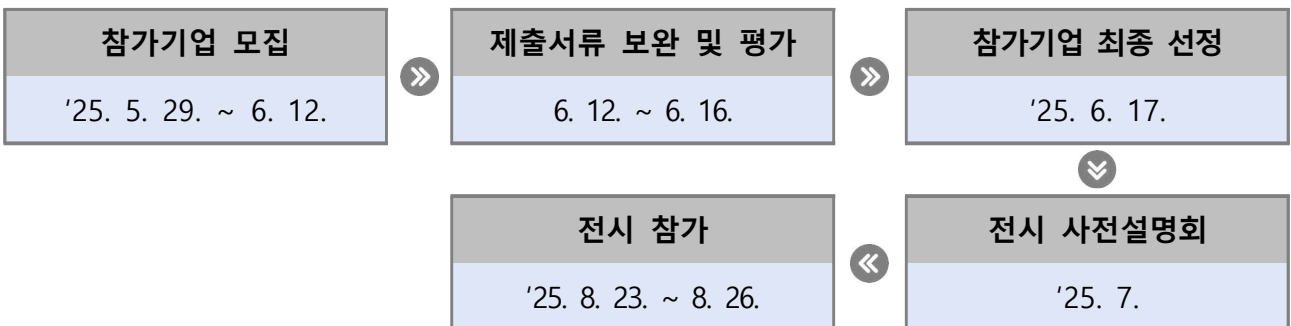 참가기업 모집
'25. 5. 29. ~ 6. 12.
제출서류 보완 및 평가
6. 12. ~ 6. 16.
참가기업 최종 선정
'25. 6. 17.
전시 사전설명회
'25. 7.
전시 참가
'25. 8. 23. ~ 8. 26.